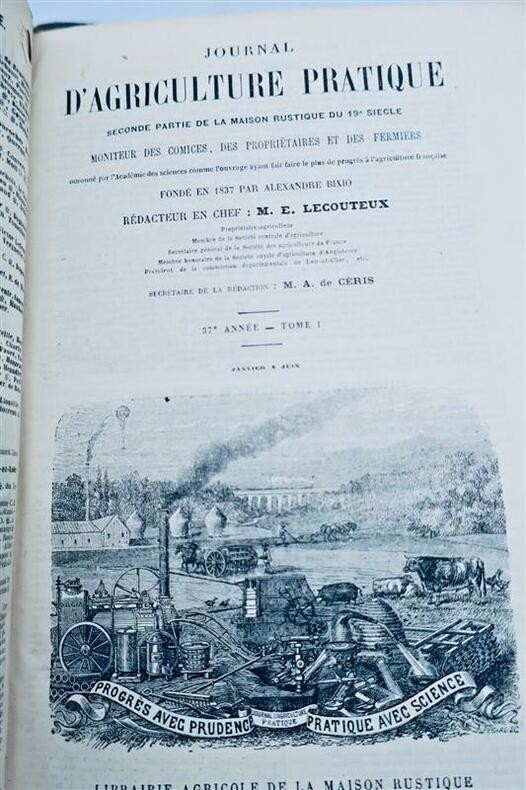 JOURNAL
D'AGRICULTURE PRATIQUE
SECONDE PARTIE DE LA MAISON RUSTIQUE DU 19e SIECLE
MONITEUR DES COMICES, DES PROPRIÉTAIRES ET DES FERMIERS
couronné par l'Académie des sciences comme l'ouvrage ayant fait faire le plus de progrès à l'agriculture française
FONDÉ EN 1837 PAR ALEXANDRE BIXIO
RÉDACTEUR EN CHEF : M. E. LECOUTEUX
Propriétaire-agriculteur
Membre de la Société centrale d'agriculture
Secrétaire général de la Société des agriculteurs de France
Membre honoraire de la Société royale d'agriculture d'Angleterre
Président de la commission départementale de Loir-et-Cher, etc.
SECRÉTAIRE DE LA RÉDACTION : M. A. de CÉRIS
37e ANNÉE — TOME I
JANVIER A JUIN
PROGRÈS AVEC PRUDENCE
JOURNAL D'AGRICULTURE
PRATIQUE
PRATIQUE AVEC SCIENCE
LIBRAIRIE AGRICOLE DE LA MAISON RUSTIQUE